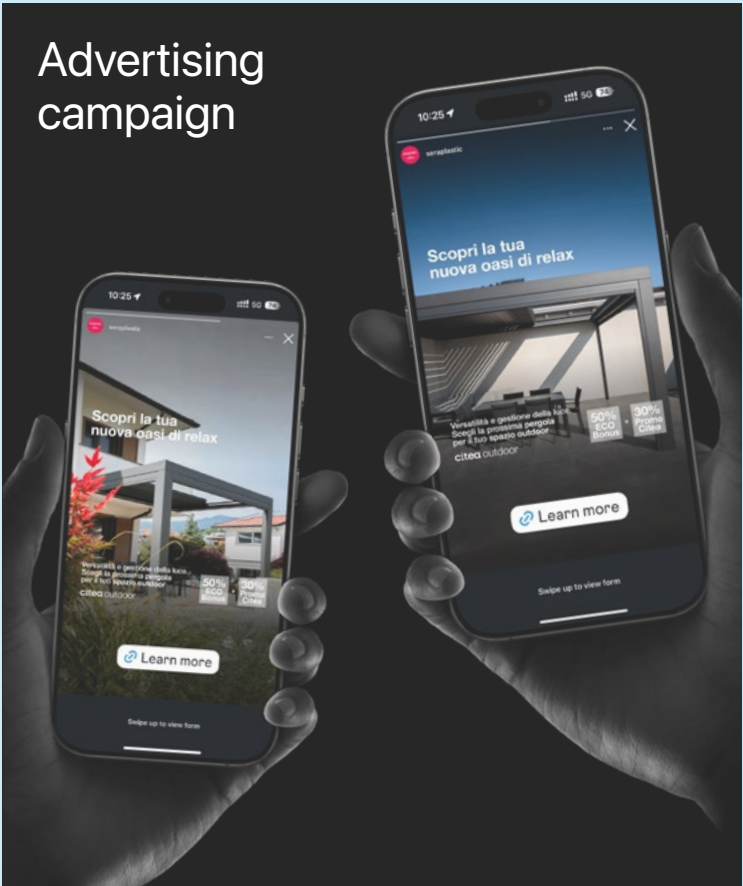 Advertising
campaign
10:25
5G 74
seraplastic
Scopri la tua
nuova oasi di relax
Versatilità e gestione della luce
Scegli la prossima pergola
per il tuo spazio outdoor
citea outdoor
50%
ECO
Bonus
+
30%
Promo
Citea
Learn more
Swipe up to view form
10:25
5G 74
seraplastic
Scopri la tua
nuova oasi di relax
Versatilità e gestione della luce
Scegli la prossima pergola
per il tuo spazio outdoor
citea outdoor
50%
ECO
Bonus
+
30%
Promo
Citea
Learn more
Swipe up to view form